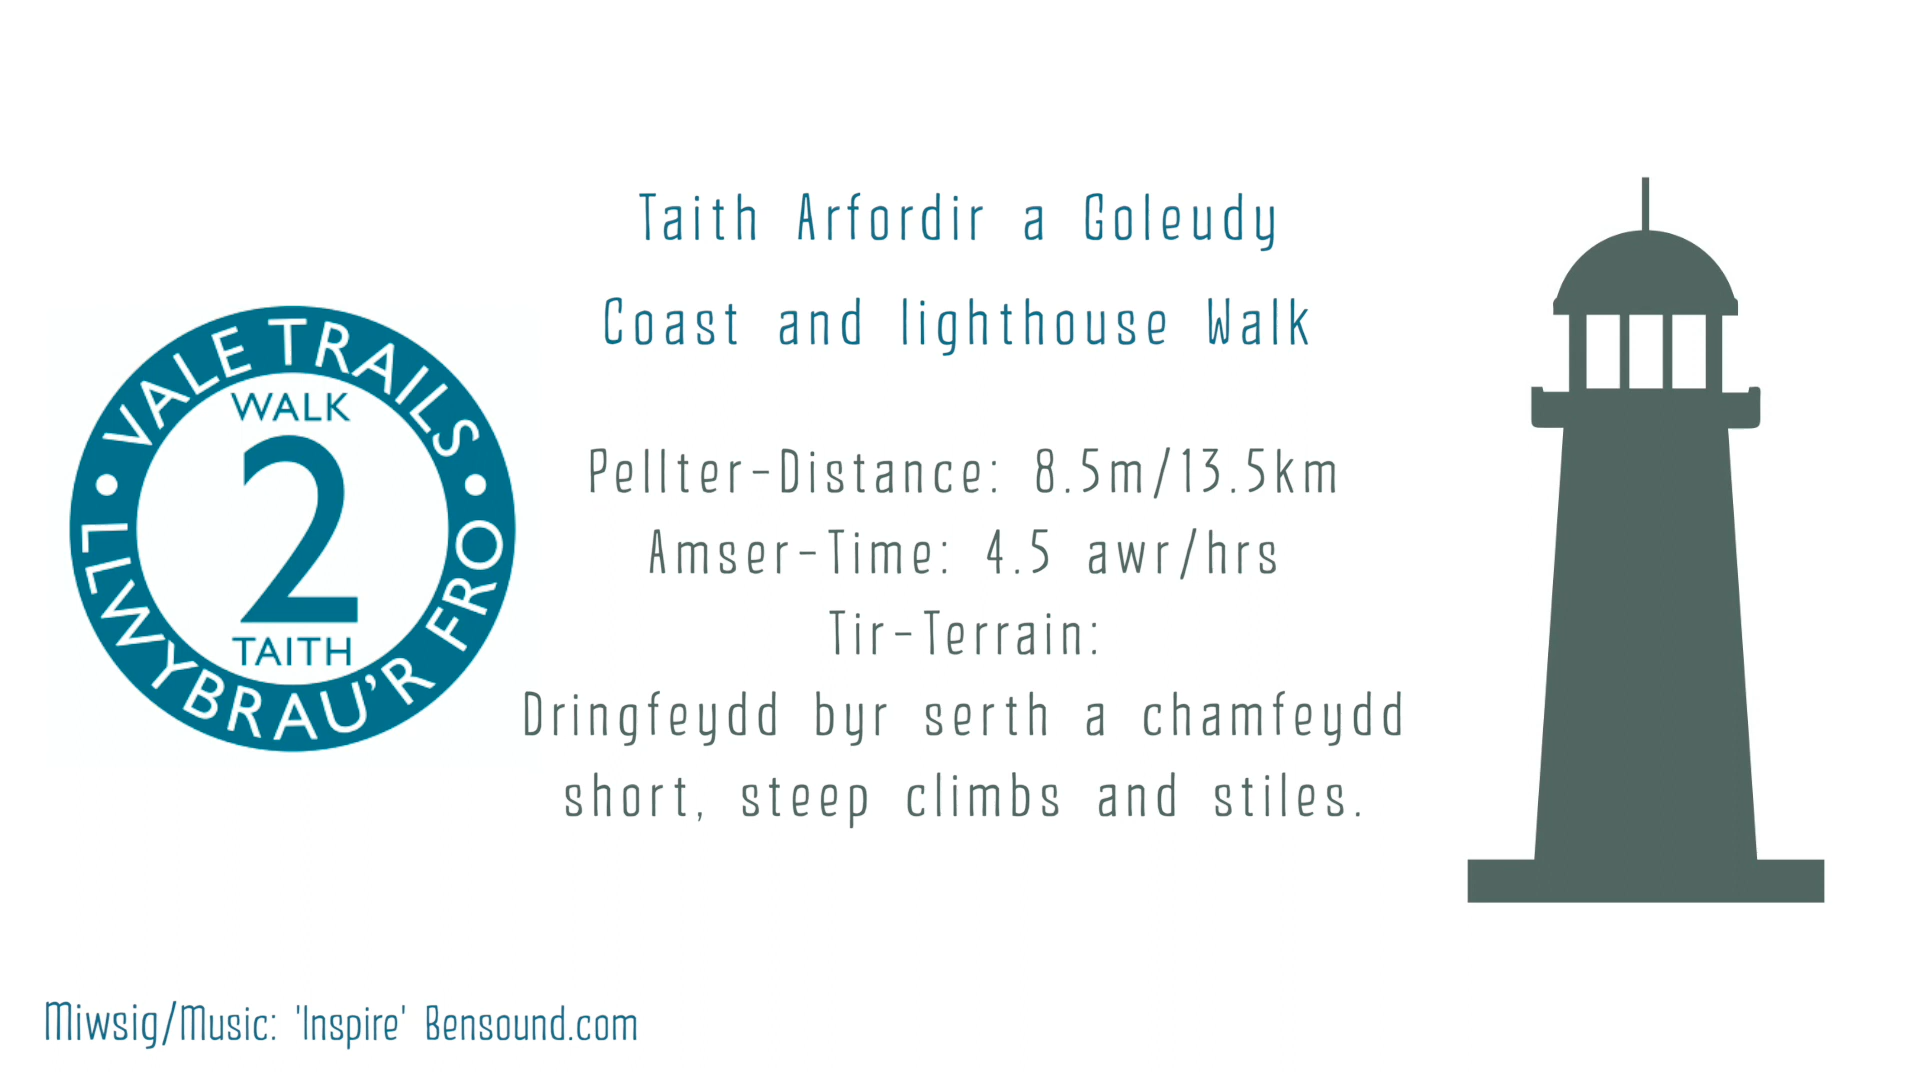 VALE TRAILS
WALK
2
TAITH
LLWYBRAU'R FRO
Taith Arfordir a Goleudy
Coast and lighthouse Walk
Pellter-Distance: 8.5m/13.5km
Amser-Time: 4.5 awr/hrs
Tir-Terrain:
Dringfeydd byr serth a chamfeydd
short, steep climbs and stiles.
Miwsig/Music: 'Inspire' Bensound.com